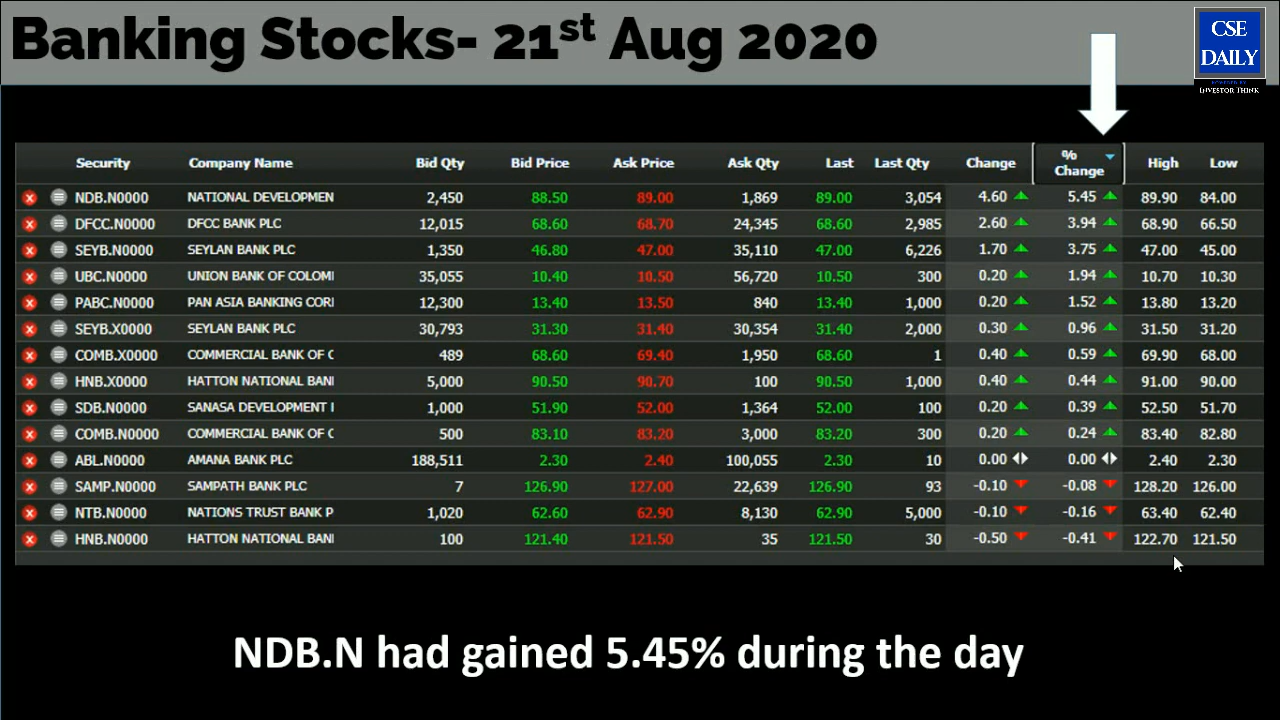 Banking Stocks- 21st Aug 2020
CSE
DAILY
POWERED BY
INVESTOR THINK
Security Company Name Bid Qty Bid Price Ask Price Ask Qty Last Last Qty Change % Change High Low
NDB.N0000 NATIONAL DEVELOPMEN 2,450 88.50 89.00 1,869 89.00 3,054 4.60 5.45 89.90 84.00
DFCC.N0000 DFCC BANK PLC 12,015 68.60 68.70 24,345 68.60 2,985 2.60 3.94 68.90 66.50
SEYB.N0000 SEYLAN BANK PLC 1,350 46.80 47.00 35,110 47.00 6,226 1.70 3.75 47.00 45.00
UBC.N0000 UNION BANK OF COLOMI 35,055 10.40 10.50 56,720 10.50 300 0.20 1.94 10.70 10.30
PABC.N0000 PAN ASIA BANKING CORI 12,300 13.40 13.50 840 13.40 1,000 0.20 1.52 13.80 13.20
SEYB.X0000 SEYLAN BANK PLC 30,793 31.30 31.40 30,354 31.40 2,000 0.30 0.96 31.50 31.20
COMB.X0000 COMMERCIAL BANK OF C 489 68.60 69.40 1,950 68.60 1 0.40 0.59 69.90 68.00
HNB.X0000 HATTON NATIONAL BANI 5,000 90.50 90.70 100 90.50 1,000 0.40 0.44 91.00 90.00
SDB.N0000 SANASA DEVELOPMENT I 1,000 51.90 52.00 1,364 52.00 100 0.20 0.39 52.50 51.70
COMB.N0000 COMMERCIAL BANK OF C 500 83.10 83.20 3,000 83.20 300 0.20 0.24 83.40 82.80
ABL.N0000 AMANA BANK PLC 188,511 2.30 2.40 100,055 2.30 10 0.00 0.00 2.40 2.30
SAMP.N0000 SAMPATH BANK PLC 7 126.90 127.00 22,639 126.90 93 -0.10 -0.08 128.20 126.00
NTB.N0000 NATIONS TRUST BANK P 1,020 62.60 62.90 8,130 62.90 5,000 -0.10 -0.16 63.40 62.40
HNB.N0000 HATTON NATIONAL BANI 100 121.40 121.50 35 121.50 30 -0.50 -0.41 122.70 121.50
NDB.N had gained 5.45% during the day